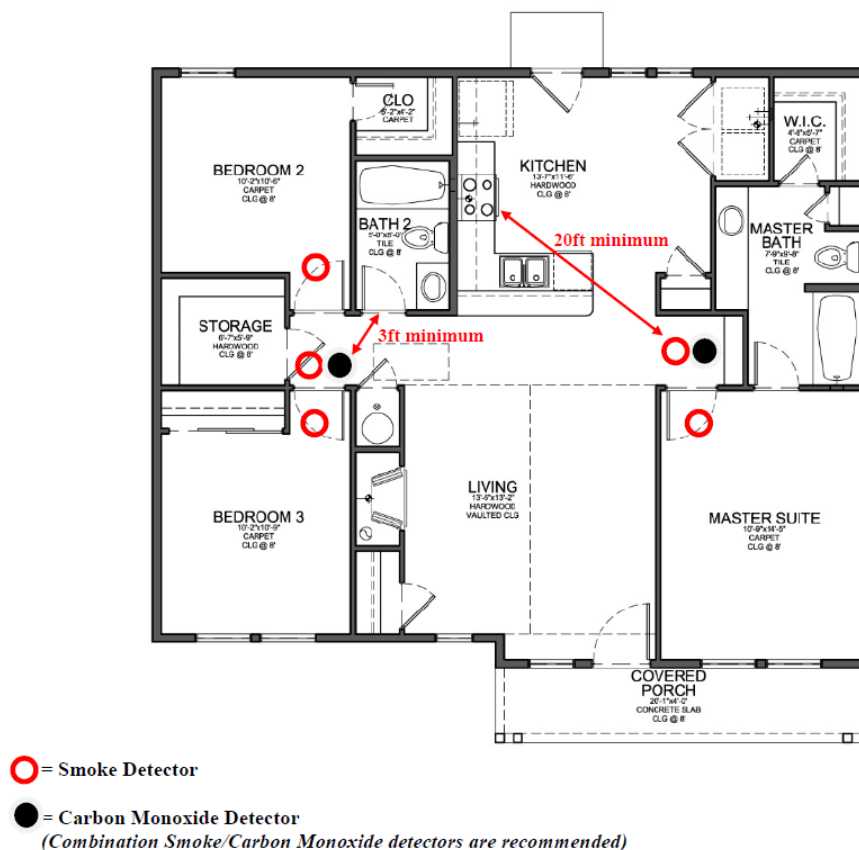 CLO
5'-2"x4'-2"
CARPET
BEDROOM 2
10'-2"x10'-6"
CARPET
CLG @ 8'
KITCHEN
13'-7"x11'-6"
HARDWOOD
CLG @ 8'
W.I.C.
CARPET
CLG @ 8'
BATH 2
5'-0"x8'-0"
TILE
CLG @ 8'
MASTER
BATH
7'-9"x9'-8"
TILE
CLG @ 8'
20ft minimum
STORAGE
6'-7"x5'-9"
HARDWOOD
CLG @ 8'
3ft minimum
LIVING
13'-5"x13'-2"
HARDWOOD
VAULTED CLG
BEDROOM 3
10'-2"x10'-9"
CARPET
CLG @ 8'
MASTER SUITE
10'-9"x14'-5"
CARPET
CLG @ 8'
COVERED
PORCH
20'-1"x4'-0"
CONCRETE SLAB
CLG @ 8'
= Smoke Detector
= Carbon Monoxide Detector
(Combination Smoke/Carbon Monoxide detectors are recommended)